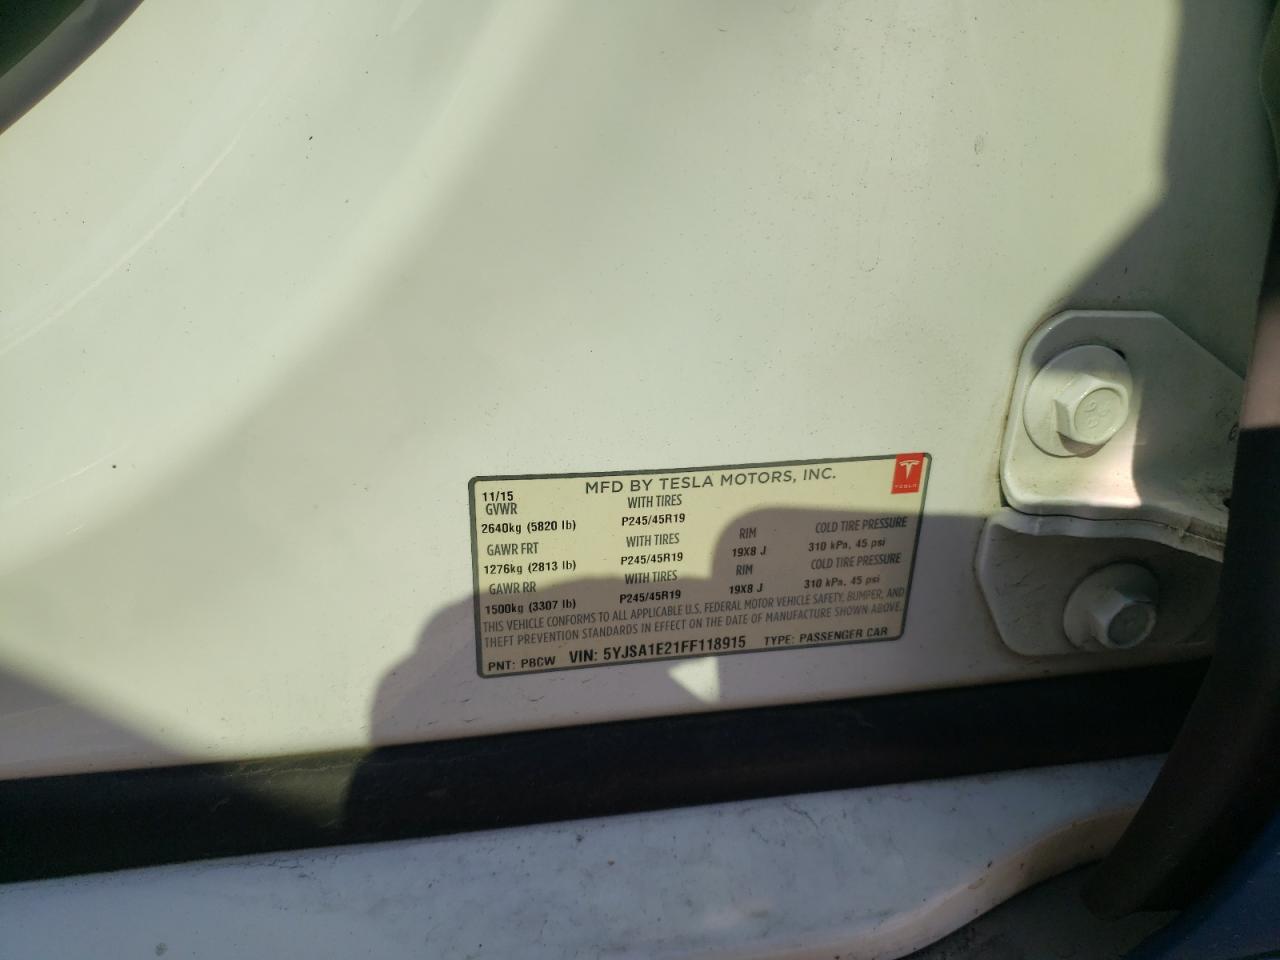 MFD BY TESLA MOTORS, INC.
TESLA
11/15
GVWR WITH TIRES
2640kg (5820 lb) P245/45R19
GAWR FRT WITH TIRES RIM COLD TIRE PRESSURE
1276kg (2813 lb) P245/45R19 19X8 J 310 kPa, 45 psi
GAWR RR WITH TIRES RIM COLD TIRE PRESSURE
1500kg (3307 lb) P245/45R19 19X8 J 310 kPa, 45 psi
THIS VEHICLE CONFORMS TO ALL APPLICABLE U.S. FEDERAL MOTOR VEHICLE SAFETY, BUMPER, AND
THEFT PREVENTION STANDARDS IN EFFECT ON THE DATE OF MANUFACTURE SHOWN ABOVE.
PNT: PBCW VIN: 5YJSA1E21FF118915 TYPE: PASSENGER CAR